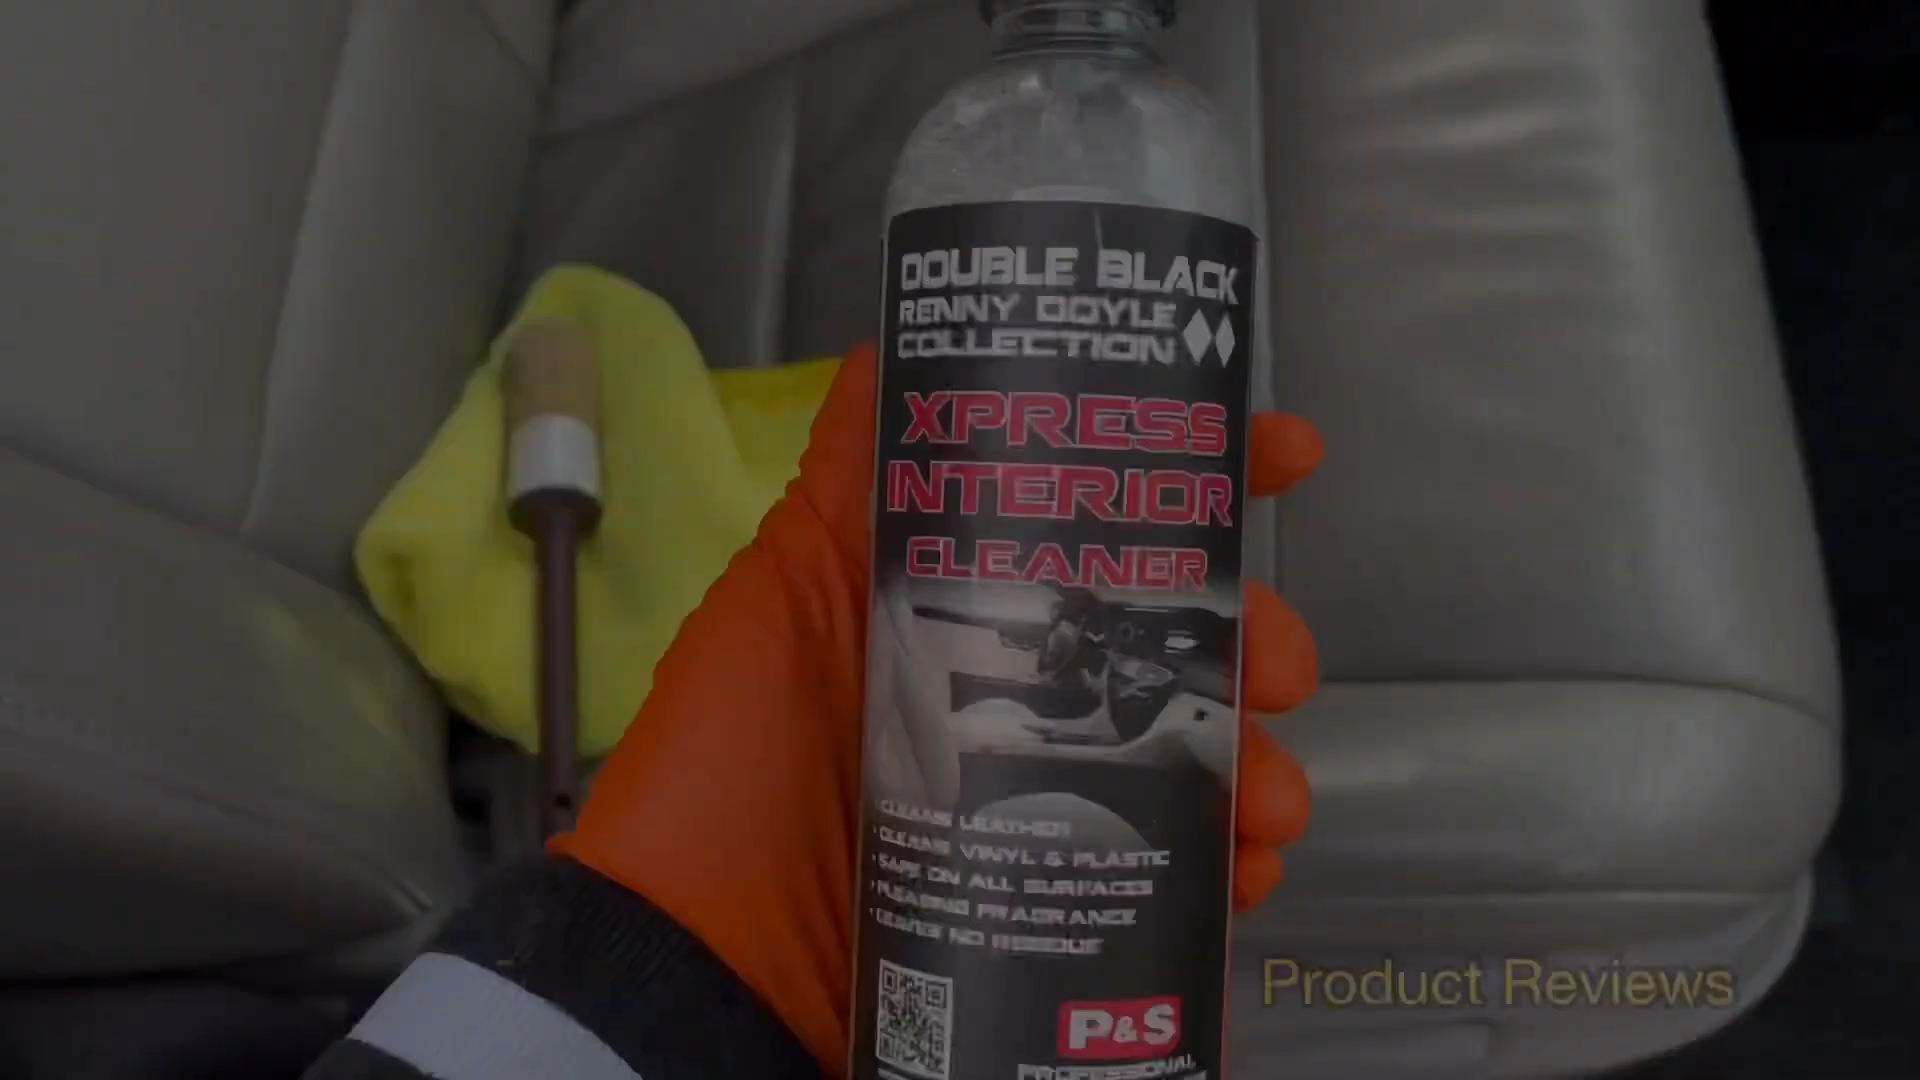 DOUBLE BLACK
RENNY DOYLE
COLLECTION
XPRESS
INTERIOR
CLEANER
• CLEANS LEATHER
• CLEANS VINYL & PLASTIC
• SAFE ON ALL SURFACES
• PLEASING FRAGRANCE
• LEAVES NO RESIDUE
P&S
PROFESSIONAL
Product Reviews